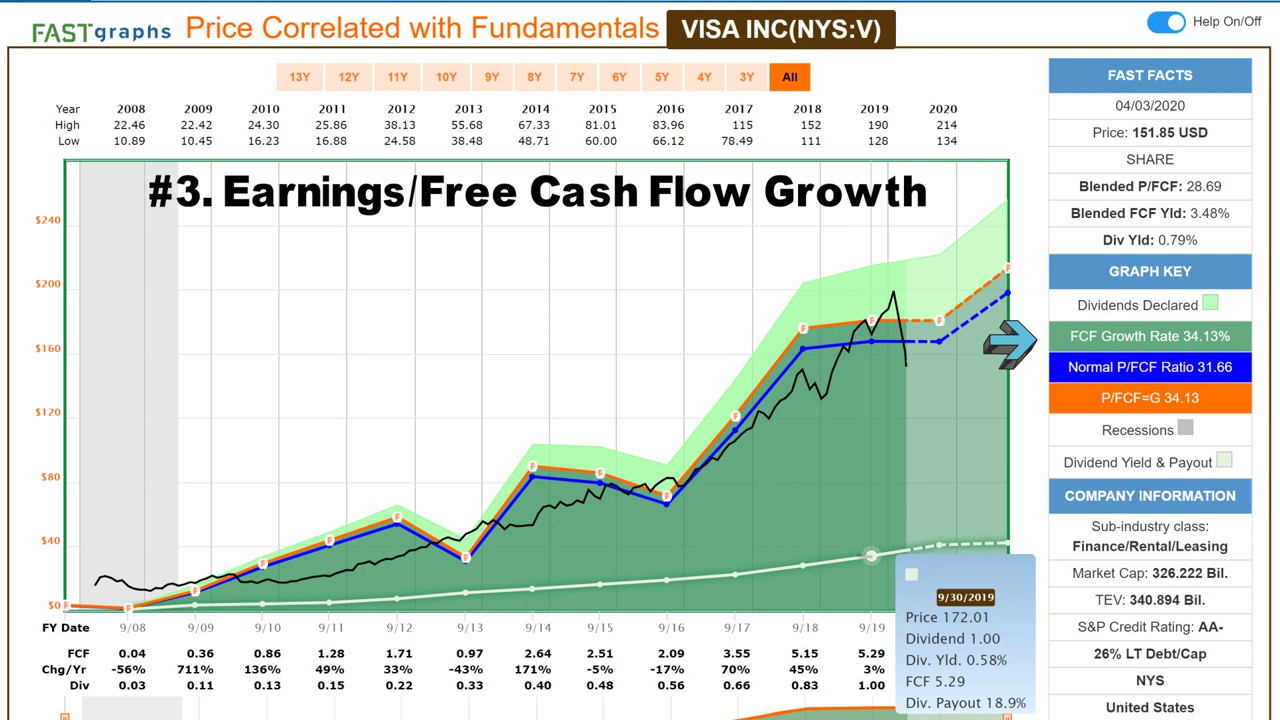 FASTgraphs Price Correlated with Fundamentals VISA INC(NYS:V) Help On/Off
13Y 12Y 11Y 10Y 9Y 8Y 7Y 6Y 5Y 4Y 3Y All
Year 2008 2009 2010 2011 2012 2013 2014 2015 2016 2017 2018 2019 2020
High 22.46 22.42 24.30 25.86 38.13 55.68 67.33 81.01 83.96 115 152 190 214
Low 10.89 10.45 16.23 16.88 24.58 38.48 48.71 60.00 66.12 78.49 111 128 134
#3. Earnings/Free Cash Flow Growth
$240
$200
$160
$120
$80
$40
$0
FY Date 9/08 9/09 9/10 9/11 9/12 9/13 9/14 9/15 9/16 9/17 9/18 9/19
FCF 0.04 0.36 0.86 1.28 1.71 0.97 2.64 2.51 2.09 3.55 5.15 5.29
Chg/Yr -56% 711% 136% 49% 33% -43% 171% -5% -17% 70% 45% 3%
Div 0.03 0.11 0.13 0.15 0.22 0.33 0.40 0.48 0.56 0.66 0.83 1.00
9/30/2019
Price 172.01
Dividend 1.00
Div. Yld. 0.58%
FCF 5.29
Div. Payout 18.9%
FAST FACTS
04/03/2020
Price: 151.85 USD
SHARE
Blended P/FCF: 28.69
Blended FCF Yld: 3.48%
Div Yld: 0.79%
GRAPH KEY
Dividends Declared
FCF Growth Rate 34.13%
Normal P/FCF Ratio 31.66
P/FCF=G 34.13
Recessions
Dividend Yield & Payout
COMPANY INFORMATION
Sub-industry class:
Finance/Rental/Leasing
Market Cap: 326.222 Bil.
TEV: 340.894 Bil.
S&P Credit Rating: AA-
26% LT Debt/Cap
NYS
United States